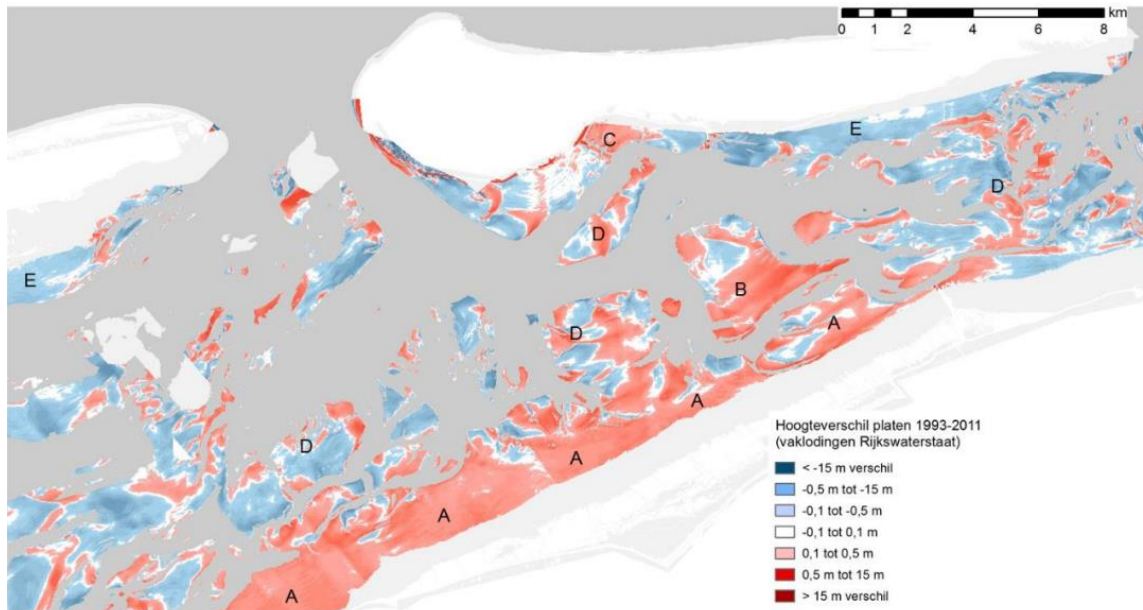 km
0 1 2 4 6 8
C
E
D
D
E
B
D
A
A
D
A
A
A
Hoogteverschil platen 1993-2011
(vaklodingen Rijkswaterstaat)
< -15 m verschil
-0,5 m tot -15 m
-0,1 tot -0,5 m
-0,1 tot 0,1 m
0,1 tot 0,5 m
0,5 m tot 15 m
> 15 m verschil